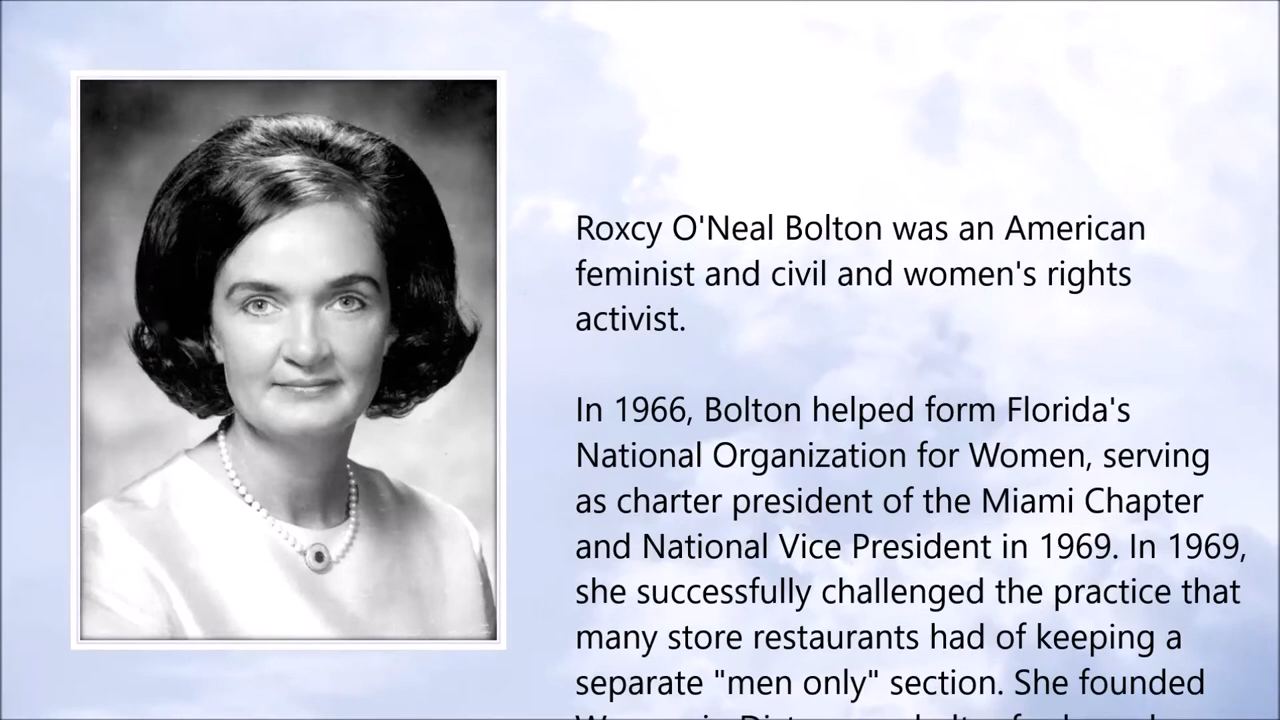 Roxcy O'Neal Bolton was an American
feminist and civil and women's rights
activist.
In 1966, Bolton helped form Florida's
National Organization for Women, serving
as charter president of the Miami Chapter
and National Vice President in 1969. In 1969,
she successfully challenged the practice that
many store restaurants had of keeping a
separate "men only" section. She founded